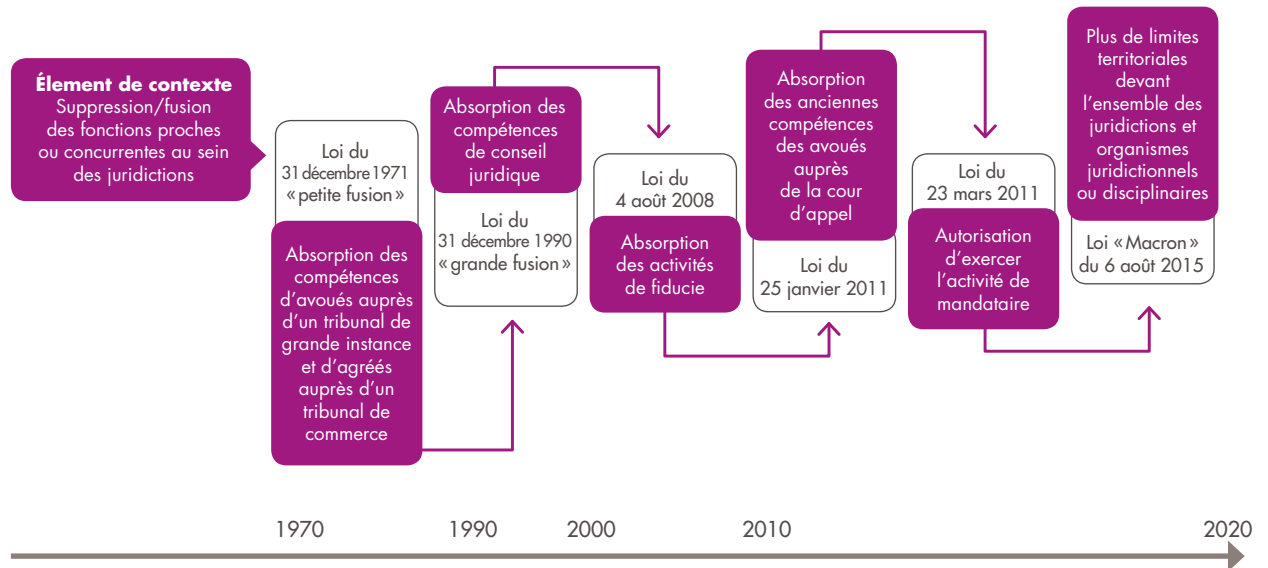 Élement de contexte
Suppression/fusion
des fonctions proches
ou concurrentes au sein
des juridictions
Loi du
31 décembre 1971
« petite fusion »
Absorption des
compétences
d’avoués auprès
d’un tribunal de
grande instance
et d’agréés
auprès d’un
tribunal de
commerce
Absorption des
compétences
de conseil
juridique
Loi du
31 décembre 1990
« grande fusion »
Loi du
4 août 2008
Absorption
des activités
de fiducie
Absorption
des anciennes
compétences
des avoués
auprès
de la cour
d’appel
Loi du
25 janvier 2011
Loi du
23 mars 2011
Autorisation
d’exercer
l’activité de
mandataire
Plus de limites
territoriales
devant
l’ensemble des
juridictions et
organismes
juridictionnels
ou disciplinaires
Loi « Macron »
du 6 août 2015
1970
1990
2000
2010
2020